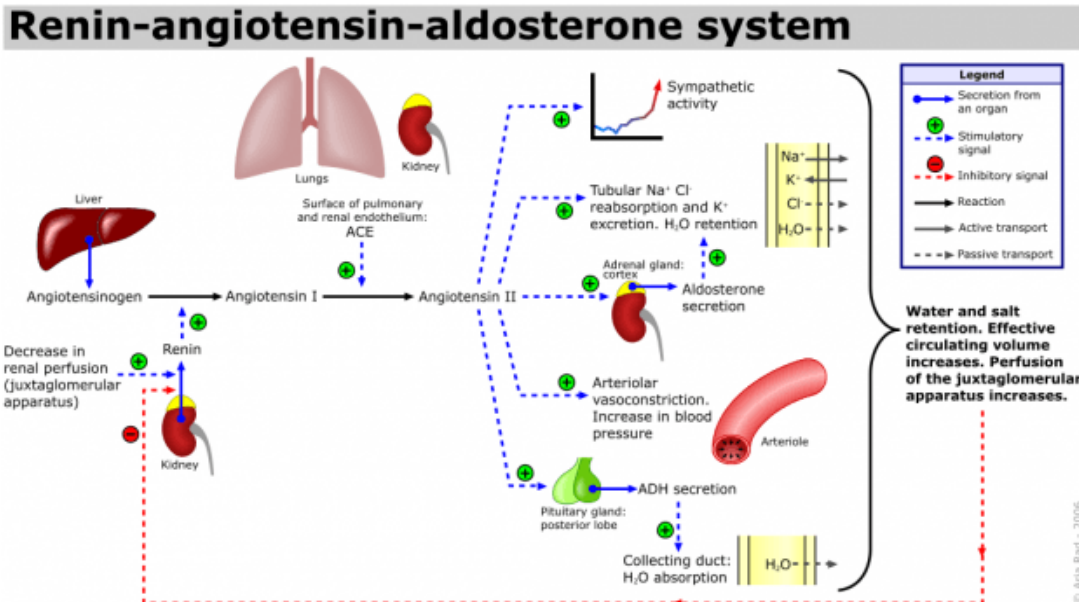 Renin-angiotensin-aldosterone system
Legend
Secretion from
an organ
Stimulatory
signal
Inhibitory signal
Reaction
Active transport
Passive transport
Lungs
Kidney
Surface of pulmonary
and renal endothelium:
ACE
Liver
Angiotensinogen
Angiotensin I
Angiotensin II
Decrease in
renal perfusion
(juxtaglomerular
apparatus)
Renin
Kidney
Sympathetic
activity
Tubular Na⁺ Cl⁻
reabsorption and K⁺
excretion. H₂O retention
Na⁺
K⁺
Cl⁻
H₂O
Adrenal gland:
cortex
Aldosterone
secretion
Arteriolar
vasoconstriction.
Increase in blood
pressure
Arteriole
Pituitary gland:
posterior lobe
ADH secretion
Collecting duct:
H₂O absorption
H₂O
Water and salt
retention. Effective
circulating volume
increases. Perfusion
of the juxtaglomerular
apparatus increases.
© Aria Rad - 2006